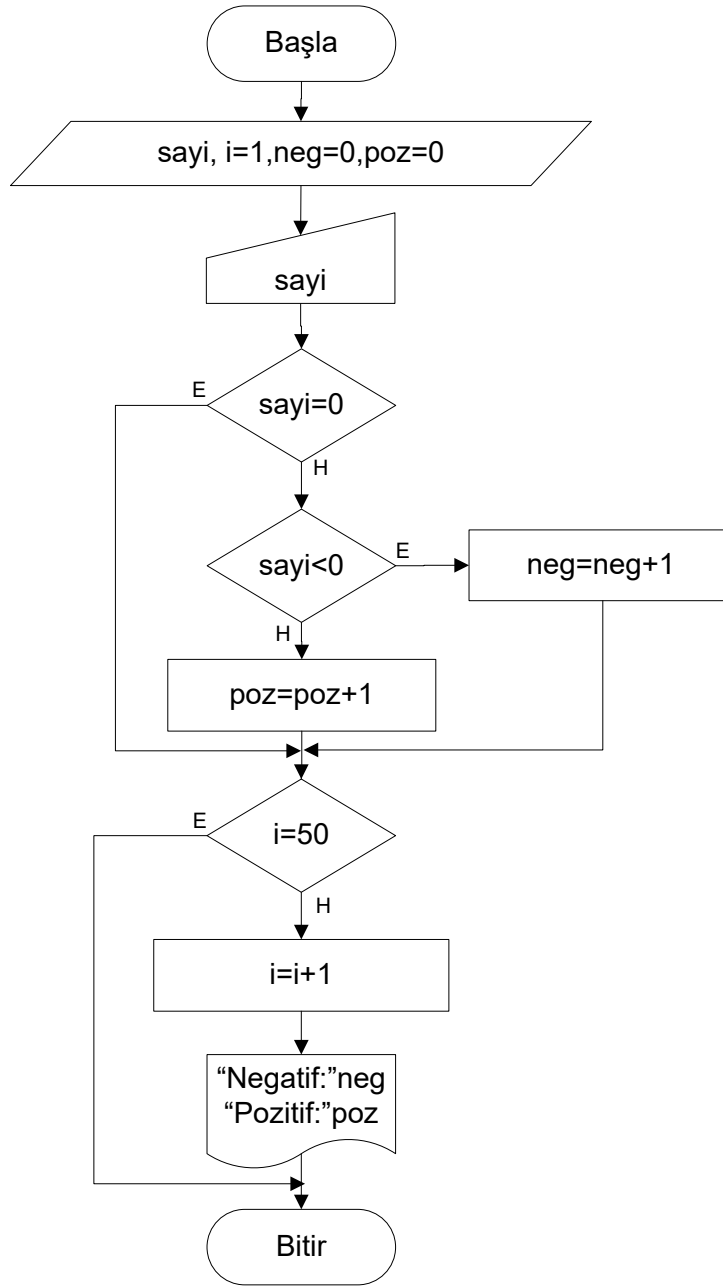 Başla
sayi, i=1,neg=0,poz=0
sayi
E
sayi=0
H
sayi<0
E
neg=neg+1
H
poz=poz+1
E
i=50
H
i=i+1
“Negatif:”neg
“Pozitif:”poz
Bitir